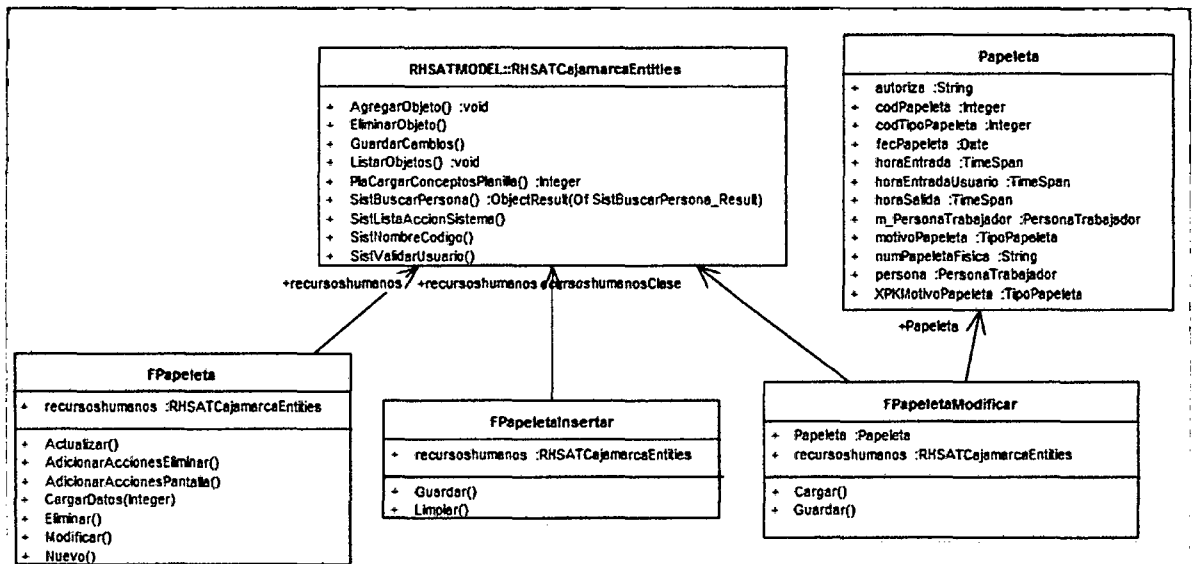 RHSATMODEL::RHSATCajamarcaEntities
+ AgregarObjeto() :void
+ EliminarObjeto()
+ GuardarCambios()
+ ListarObjetos() :void
+ PlaCargarConceptosPlanilla() :Integer
+ SistBuscarPersona() :ObjectResult(Of SistBuscarPersona_Result)
+ SistListaAccionSistema()
+ SistNombreCodigo()
+ SistValidarUsuario()
Papeleta
+ autoriza :String
+ codPapeleta :Integer
+ codTipoPapeleta :Integer
+ fecPapeleta :Date
+ horaEntrada :TimeSpan
+ horaEntradaUsuario :TimeSpan
+ horaSalida :TimeSpan
+ m_PersonaTrabajador :PersonaTrabajador
+ motivoPapeleta :TipoPapeleta
+ numPapeletaFisica :String
+ persona :PersonaTrabajador
+ XPKMotivoPapeleta :TipoPapeleta
+recursoshumanos
+recursoshumanos
+Papeleta
FPapeleta
+ recursoshumanos :RHSATCajamarcaEntities
+ Actualizar()
+ AdicionarAccionesEliminar()
+ AdicionarAccionesPantalla()
+ CargarDatos(Integer)
+ Eliminar()
+ Modificar()
+ Nuevo()
FPapeletaInsertar
+ recursoshumanos :RHSATCajamarcaEntities
+ Guardar()
+ Limpiar()
FPapeletaModificar
+ Papeleta :Papeleta
+ recursoshumanos :RHSATCajamarcaEntities
+ Cargar()
+ Guardar()